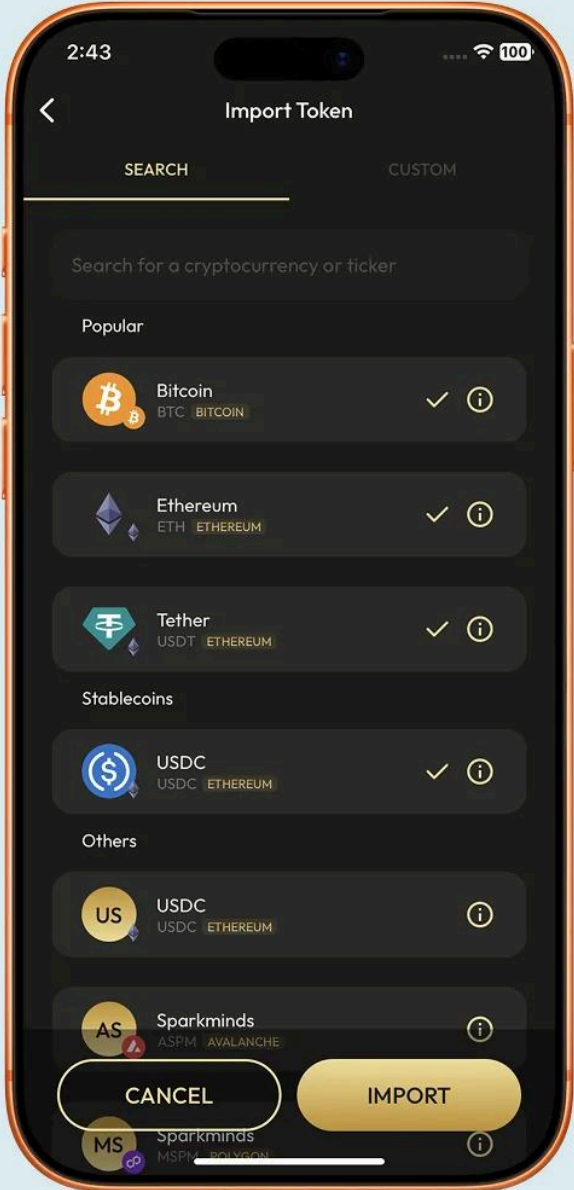 2:43
100
Import Token
SEARCH
CUSTOM
Search for a cryptocurrency or ticker
Popular
Bitcoin
BTC BITCOIN
Ethereum
ETH ETHEREUM
Tether
USDT ETHEREUM
Stablecoins
USDC
USDC ETHEREUM
Others
US
USDC
USDC ETHEREUM
AS
Sparkminds
ASPM AVALANCHE
CANCEL
IMPORT
MS
Sparkminds
MSPM POLYGON